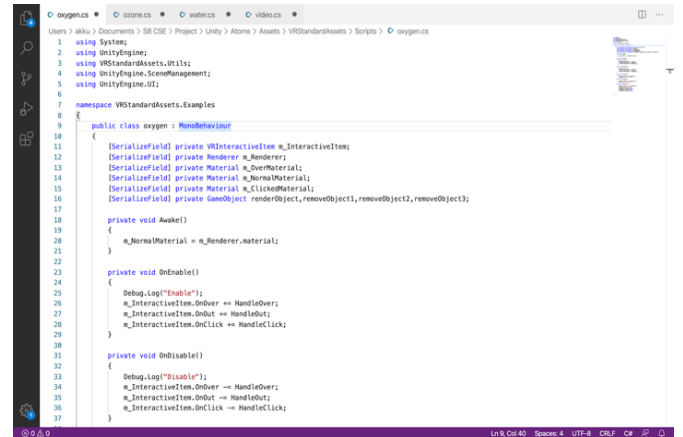 oxygen.cs ozone.cs water.cs video.cs
Users > akku > Documents > S8 CSE > Project > Unity > Atoms > Assets > VRStandardAssets > Scripts > oxygen.cs
1 using System;
2 using UnityEngine;
3 using VRStandardAssets.Utils;
4 using UnityEngine.SceneManagement;
5 using UnityEngine.UI;
6
7 namespace VRStandardAssets.Examples
8 {
9 public class oxygen : MonoBehaviour
10 {
11 [SerializeField] private VRInteractiveItem m_InteractiveItem;
12 [SerializeField] private Renderer m_Renderer;
13 [SerializeField] private Material m_OverMaterial;
14 [SerializeField] private Material m_NormalMaterial;
15 [SerializeField] private Material m_ClickedMaterial;
16 [SerializeField] private GameObject renderObject,removeObject1,removeObject2,removeObject3;
17
18 private void Awake()
19 {
20 m_NormalMaterial = m_Renderer.material;
21 }
22
23 private void OnEnable()
24 {
25 Debug.Log("Enable");
26 m_InteractiveItem.OnOver += HandleOver;
27 m_InteractiveItem.OnOut += HandleOut;
28 m_InteractiveItem.OnClick += HandleClick;
29 }
30
31 private void OnDisable()
32 {
33 Debug.Log("Disable");
34 m_InteractiveItem.OnOver -= HandleOver;
35 m_InteractiveItem.OnOut -= HandleOut;
36 m_InteractiveItem.OnClick -= HandleClick;
37 }
0 0 Ln 9, Col 40 Spaces: 4 UTF-8 CRLF C#